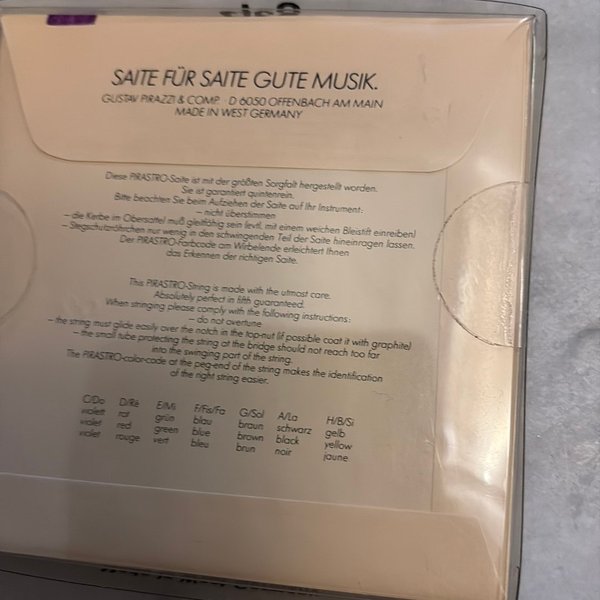 SAITE FÜR SAITE GUTE MUSIK.
GUSTAV PIRAZZI & COMP. · D 6050 OFFENBACH AM MAIN
MADE IN WEST GERMANY
Diese PIRASTRO-Saite ist mit der größten Sorgfalt hergestellt worden.
Sie ist garantiert quintenrein.
Bitte beachten Sie beim Aufziehen der Saite auf Ihr Instrument:
– nicht überstimmen
– die Kerbe im Obersattel muß gleitfähig sein (evtl. mit einem weichen Bleistift einreiben)
– Stegschutzröhrchen nur wenig in den schwingenden Teil der Saite hineinragen lassen.
Der PIRASTRO-Farbcode am Wirbelende erleichtert Ihnen
das Erkennen der richtigen Saite.
This PIRASTRO-String is made with the utmost care.
Absolutely perfect in fifth guaranteed.
When stringing please comply with the following instructions:
– do not overtune
– the string must glide easily over the notch in the top-nut (if possible coat it with graphite)
– the small tube protecting the string at the bridge should not reach too far
into the swinging part of the string.
The PIRASTRO-color-code at the peg-end of the string makes the identification
of the right string easier.
C/Do D/Ré E/Mi F/Fis/Fa G/Sol A/La H/B/Si
violett rot grün blau braun schwarz gelb
violet red green blue brown black yellow
violet rouge vert bleu brun noir jaune